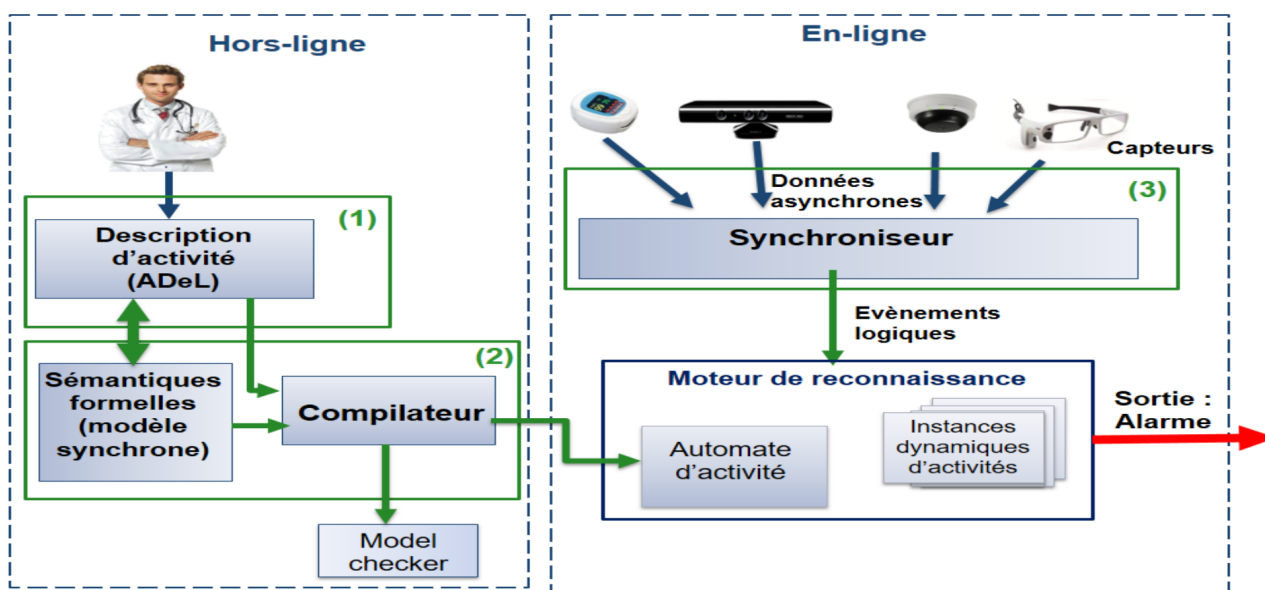 Hors-ligne
(1)
Description
d'activité
(ADeL)
(2)
Sémantiques
formelles
(modèle
synchrone)
Compilateur
Model
checker
En-ligne
Capteurs
Données
asynchrones
(3)
Synchroniseur
Evènements
logiques
Moteur de reconnaissance
Automate
d'activité
Instances
dynamiques
d'activités
Sortie :
Alarme